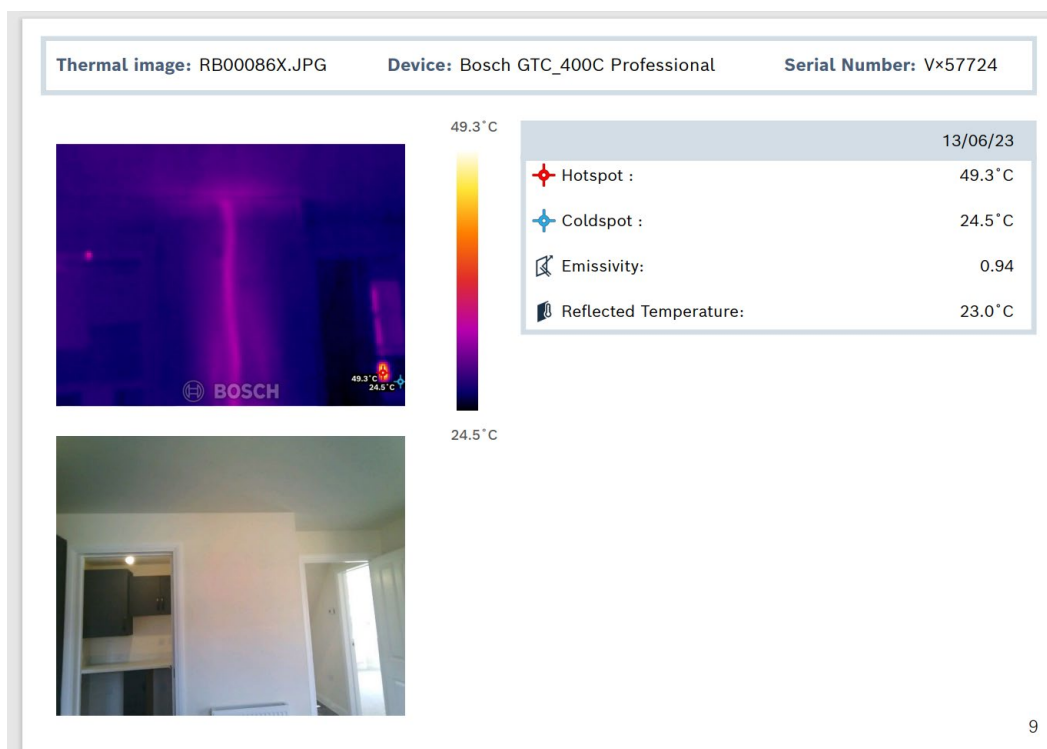 Thermal image: RB00086X.JPG Device: Bosch GTC_400C Professional Serial Number: V×57724
49.3°C
13/06/23
Hotspot : 49.3°C
Coldspot : 24.5°C
Emissivity: 0.94
Reflected Temperature: 23.0°C
49.3°C
24.5°C
BOSCH
24.5°C
9